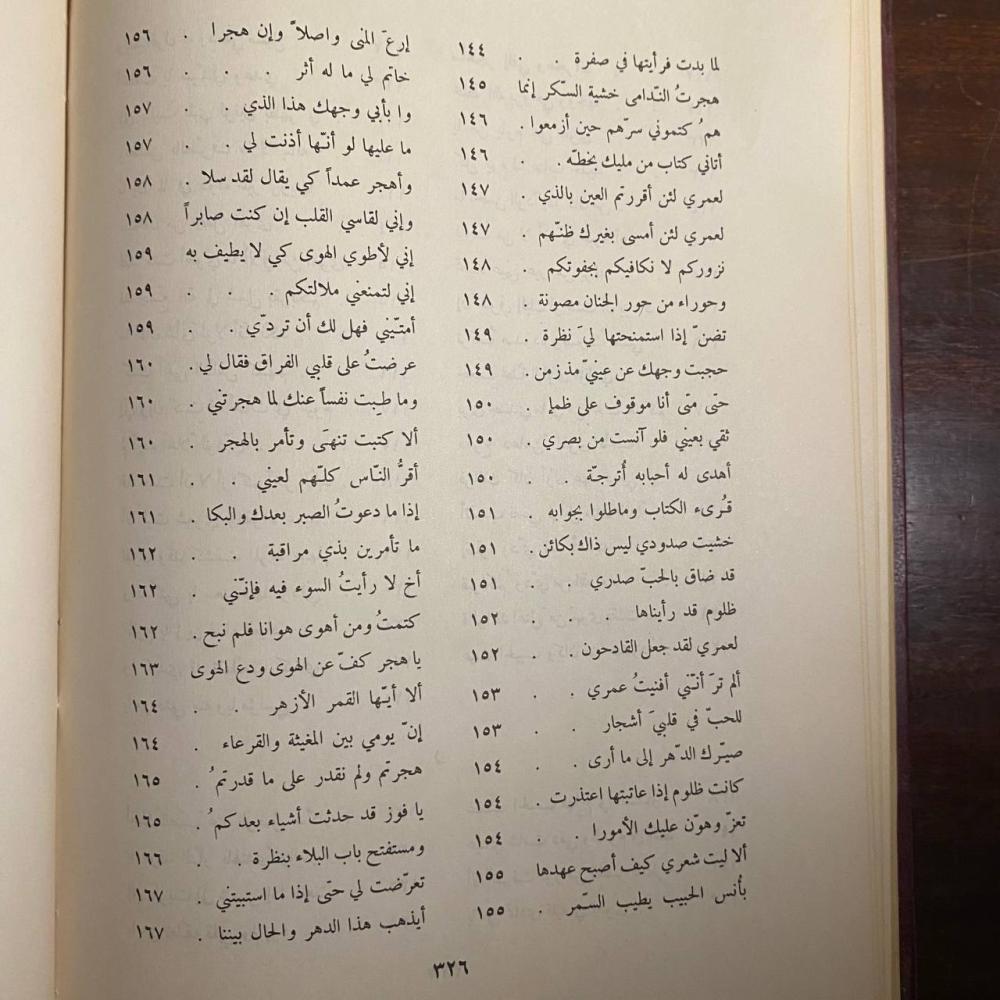 لما بدت فرأيتها في صفرة . . ١٤٤
هجرتُ النّدامى خشية السّكر إنما ١٤٥
همُ كتموني سرّهم حين أزمعوا . ١٤٦
أتاني كتاب من مليك بخطّه . . ١٤٦
لعمري لئن أقررتم العين بالذي . ١٤٧
لعمري لئن أمسى بغيرك ظنّهم . ١٤٧
نزوركم لا نكافيكم بجفوتكم . ١٤٨
وحوراء من حور الجنان مصونة . ١٤٨
تضنّ إذا استمنحتها ليَ نظرة . ١٤٩
حجبت وجهك عن عينيّ مذ زمن . ١٤٩
حتى متى أنا موقوف على ظمإ . ١٥٠
ثقي بعيني فلو آنست من بصري . ١٥٠
أهدى له أحبابه أُترجّة . . ١٥٠
قُرىء الكتاب وماطلوا بجوابه . ١٥١
خشيت صدودي ليس ذاك بكائن . ١٥١
قد ضاق بالحبّ صدري . . ١٥١
ظلوم قد رأيناها . . . ١٥٢
لعمري لقد جعل القادحون . . ١٥٢
ألم ترَ أنّني أفنيتُ عمري . . ١٥٣
للحبّ في قلبيَ أشجار . . ١٥٣
صيّرك الدّهر إلى ما أرى . . ١٥٤
كانت ظلوم إذا عاتبتها اعتذرت . ١٥٤
تعزّ وهوّن عليك الأمورا . . ١٥٤
ألا ليت شعري كيف أصبح عهدها ١٥٥
بأنس الحبيب يطيب السّمر . ١٥٥
إرعَ المنى واصلاً وإن هجرا . ١٥٦
خاتم لي ما له أثر . . . ١٥٦
وا بأبي وجهك هذا الذي . . ١٥٧
ما عليها لو أنّها أذنت لي . . ١٥٧
وأهجر عمداً كي يقال لقد سلا . ١٥٨
وإني لقاسي القلب إن كنت صابراً ١٥٨
إني لأطوي الهوى كي لا يطيف به ١٥٩
إني لتمنعني ملالتكم . . . ١٥٩
أمتّيني فهل لك أن تردّي . . ١٥٩
عرضتُ على قلبي الفراق فقال لي . ١٦٠
وما طيبت نفساً عنك لما هجرتني . ١٦٠
ألا كتبت تنهَى وتأمر بالهجر . ١٦٠
أقرُّ النّاس كلّهم لعيني . . ١٦١
إذا ما دعوتُ الصبر بعدك والبكا . ١٦١
ما تأمرين بذي مراقبة . . ١٦٢
أخ لا رأيتُ السوء فيه فإنّني . ١٦٢
كتمتُ ومن أهوى هوانا فلم نبح . ١٦٢
يا هجر كفّ عن الهوى ودع الهوى ١٦٣
ألا أيّها القمر الأزهر . . ١٦٤
إنّ يومي بين المغيثة والقرعاء . ١٦٤
هجرتم ولم نقدر على ما قدرتمُ . ١٦٥
يا فوز قد حدثت أشياء بعدكمُ . ١٦٥
ومستفتح باب البلاء بنظرة . . ١٦٦
تعرّضت لي حتى إذا ما استبيتني . ١٦٧
أيذهب هذا الدهر والحال بيننا . ١٦٧
٣٢٦